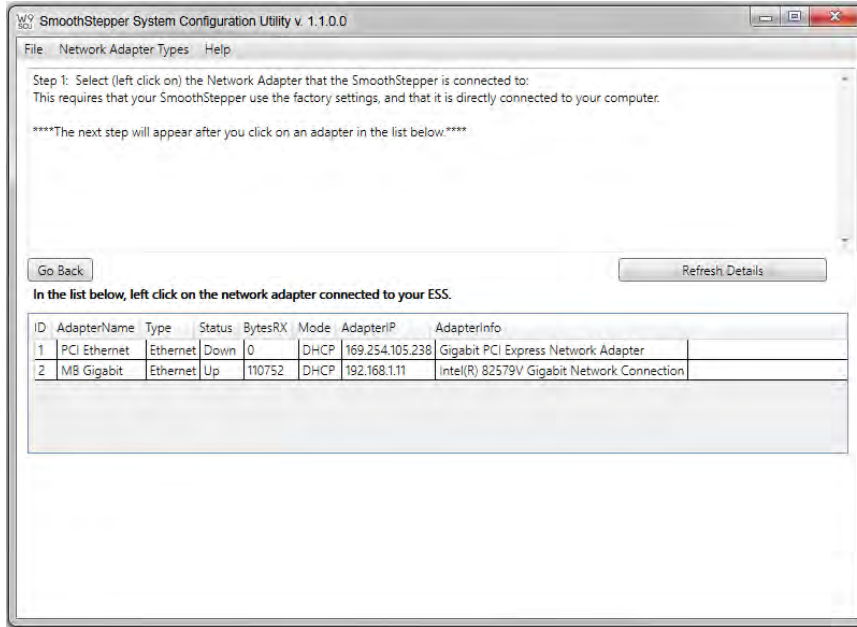 W9 SCU SmoothStepper System Configuration Utility v. 1.1.0.0
File Network Adapter Types Help
Step 1: Select (left click on) the Network Adapter that the SmoothStepper is connected to:
This requires that your SmoothStepper use the factory settings, and that it is directly connected to your computer.
****The next step will appear after you click on an adapter in the list below.****
Go Back Refresh Details
In the list below, left click on the network adapter connected to your ESS.
ID AdapterName Type Status BytesRX Mode AdapterIP AdapterInfo
1 PCI Ethernet Ethernet Down 0 DHCP 169.254.105.238 Gigabit PCI Express Network Adapter
2 MB Gigabit Ethernet Up 110752 DHCP 192.168.1.11 Intel(R) 82579V Gigabit Network Connection